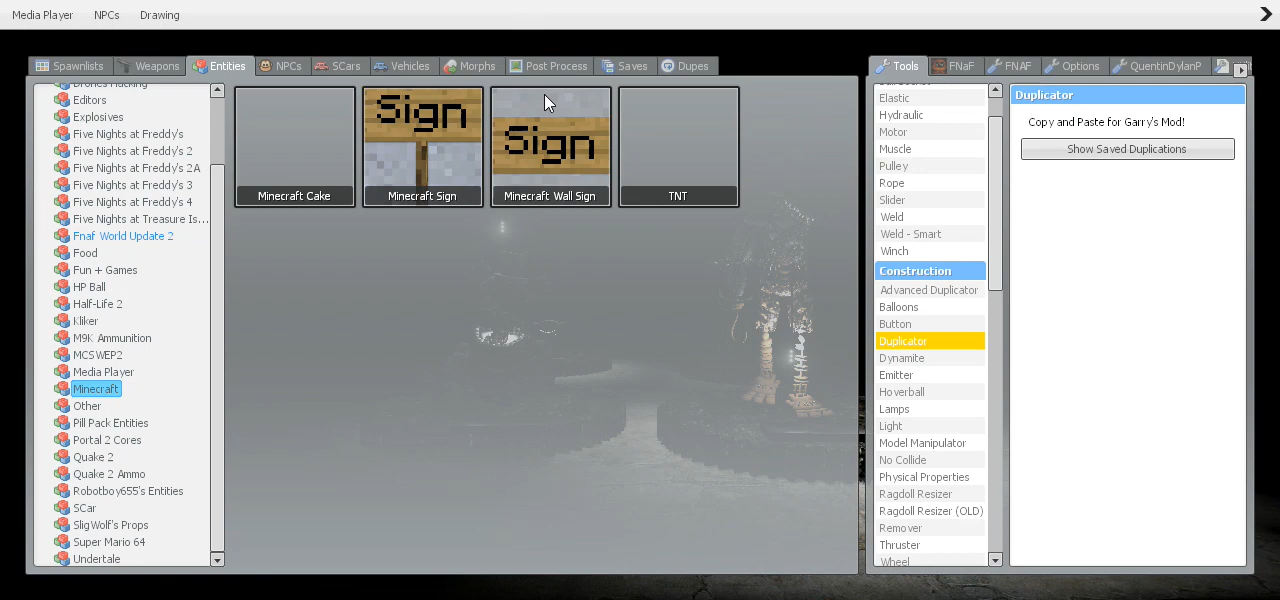 Media Player NPCs Drawing
Spawnlists Weapons Entities NPCs SCars Vehicles Morphs Post Process Saves Dupes
Editors
Explosives
Five Nights at Freddy's
Five Nights at Freddy's 2
Five Nights at Freddy's 2A
Five Nights at Freddy's 3
Five Nights at Freddy's 4
Five Nights at Treasure Is...
Fnaf World Update 2
Food
Fun + Games
HP Ball
Half-Life 2
Kliker
M9K Ammunition
MCSWEP2
Media Player
Minecraft
Other
Pill Pack Entities
Portal 2 Cores
Quake 2
Quake 2 Ammo
Robotboy655's Entities
SCar
SligWolf's Props
Super Mario 64
Undertale
Sign
Sign
Minecraft Cake Minecraft Sign Minecraft Wall Sign TNT
Tools FNaF FNAF Options QuentinDylanP
Elastic
Hydraulic
Motor
Muscle
Pulley
Rope
Slider
Weld
Weld - Smart
Winch
Construction
Advanced Duplicator
Balloons
Button
Duplicator
Dynamite
Emitter
Hoverball
Lamps
Light
Model Manipulator
No Collide
Physical Properties
Ragdoll Resizer
Ragdoll Resizer (OLD)
Remover
Thruster
Wheel
Duplicator
Copy and Paste for Garry's Mod!
Show Saved Duplications